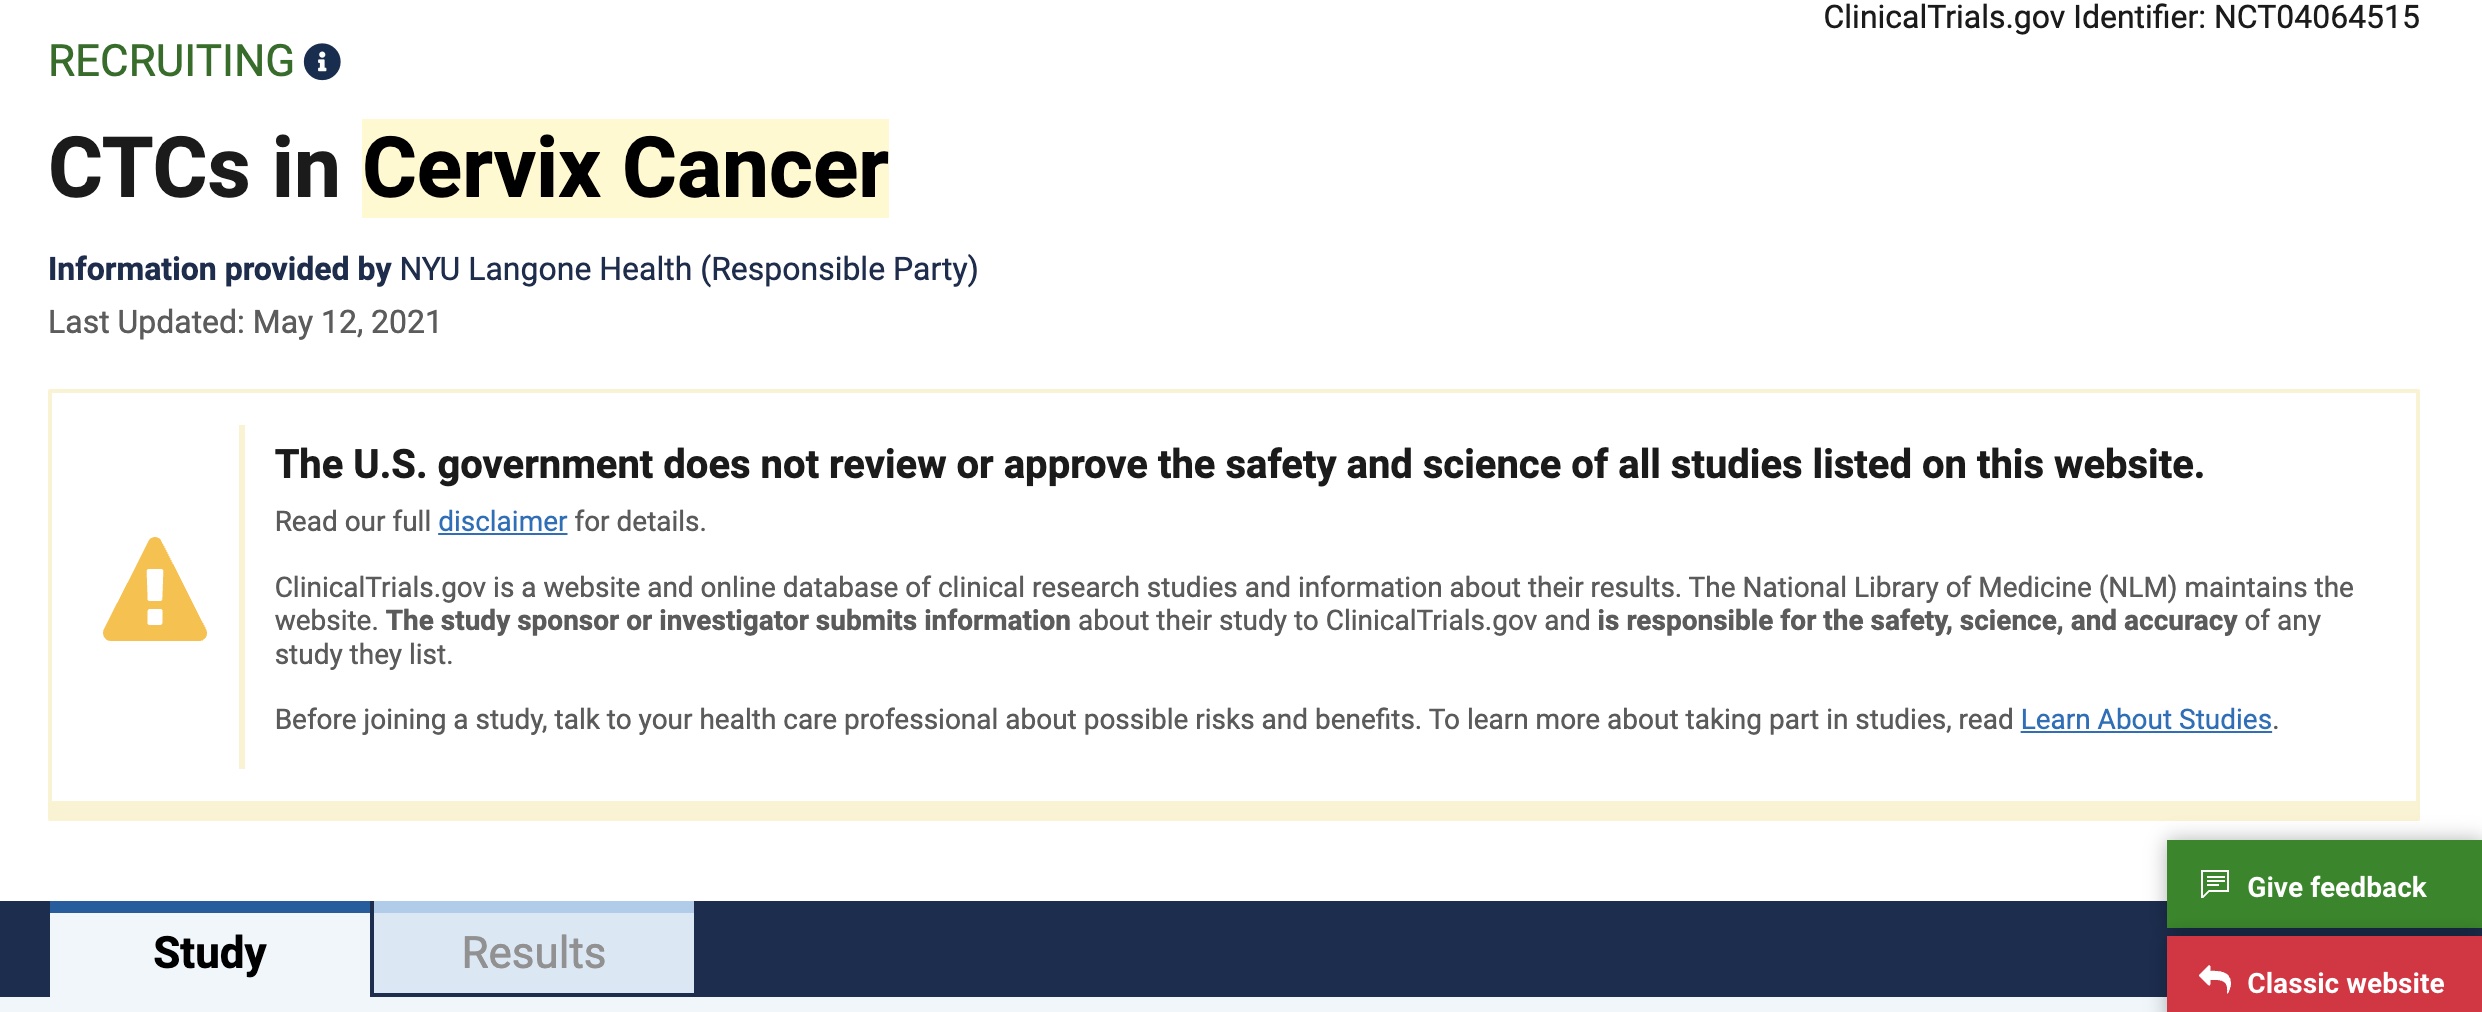 ClinicalTrials.gov Identifier: NCT04064515
RECRUITING
CTCs in Cervix Cancer
Information provided by NYU Langone Health (Responsible Party)
Last Updated: May 12, 2021
The U.S. government does not review or approve the safety and science of all studies listed on this website.
Read our full disclaimer for details.
ClinicalTrials.gov is a website and online database of clinical research studies and information about their results. The National Library of Medicine (NLM) maintains the
website. The study sponsor or investigator submits information about their study to ClinicalTrials.gov and is responsible for the safety, science, and accuracy of any
study they list.
Before joining a study, talk to your health care professional about possible risks and benefits. To learn more about taking part in studies, read Learn About Studies.
Give feedback
Study
Results
Classic website